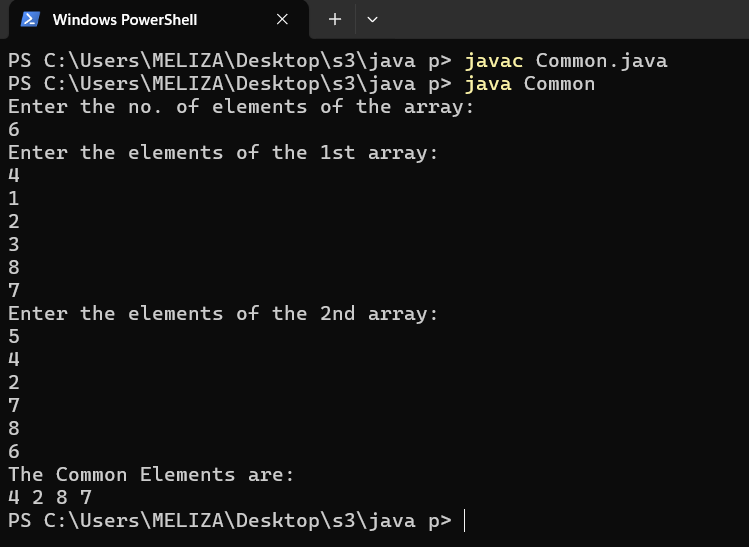 Windows PowerShell
PS C:\Users\MELIZA\Desktop\s3\java p> javac Common.java
PS C:\Users\MELIZA\Desktop\s3\java p> java Common
Enter the no. of elements of the array:
6
Enter the elements of the 1st array:
4
1
2
3
8
7
Enter the elements of the 2nd array:
5
4
2
7
8
6
The Common Elements are:
4 2 8 7
PS C:\Users\MELIZA\Desktop\s3\java p>